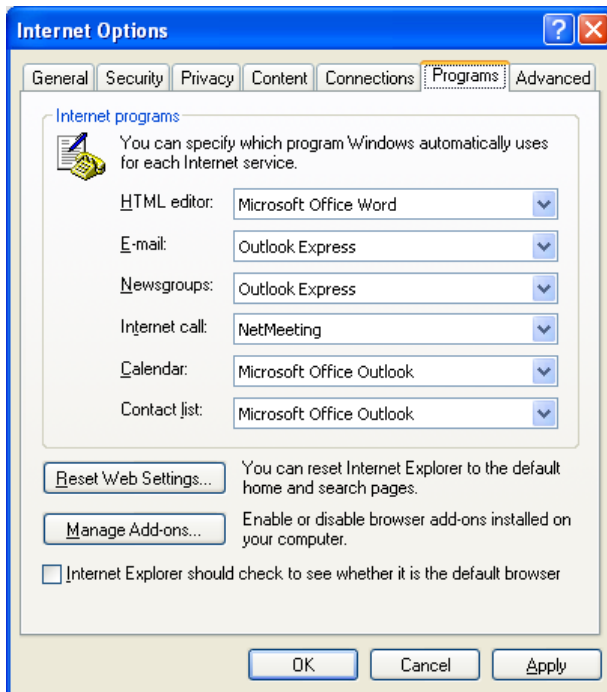 Internet Options
General Security Privacy Content Connections Programs Advanced
Internet programs
You can specify which program Windows automatically uses
for each Internet service.
HTML editor: Microsoft Office Word
E-mail: Outlook Express
Newsgroups: Outlook Express
Internet call: NetMeeting
Calendar: Microsoft Office Outlook
Contact list: Microsoft Office Outlook
Reset Web Settings... You can reset Internet Explorer to the default
home and search pages.
Manage Add-ons... Enable or disable browser add-ons installed on
your computer.
Internet Explorer should check to see whether it is the default browser
OK Cancel Apply